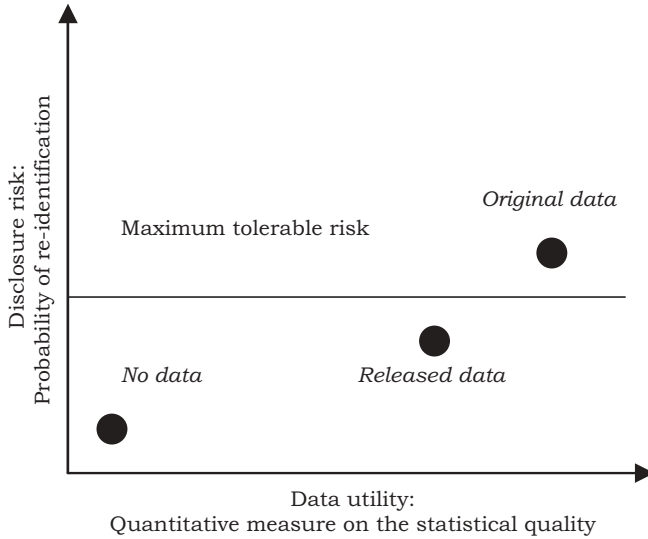 Disclosure risk:
Probability of re-identification
Original data
Maximum tolerable risk
No data
Released data
Data utility:
Quantitative measure on the statistical quality